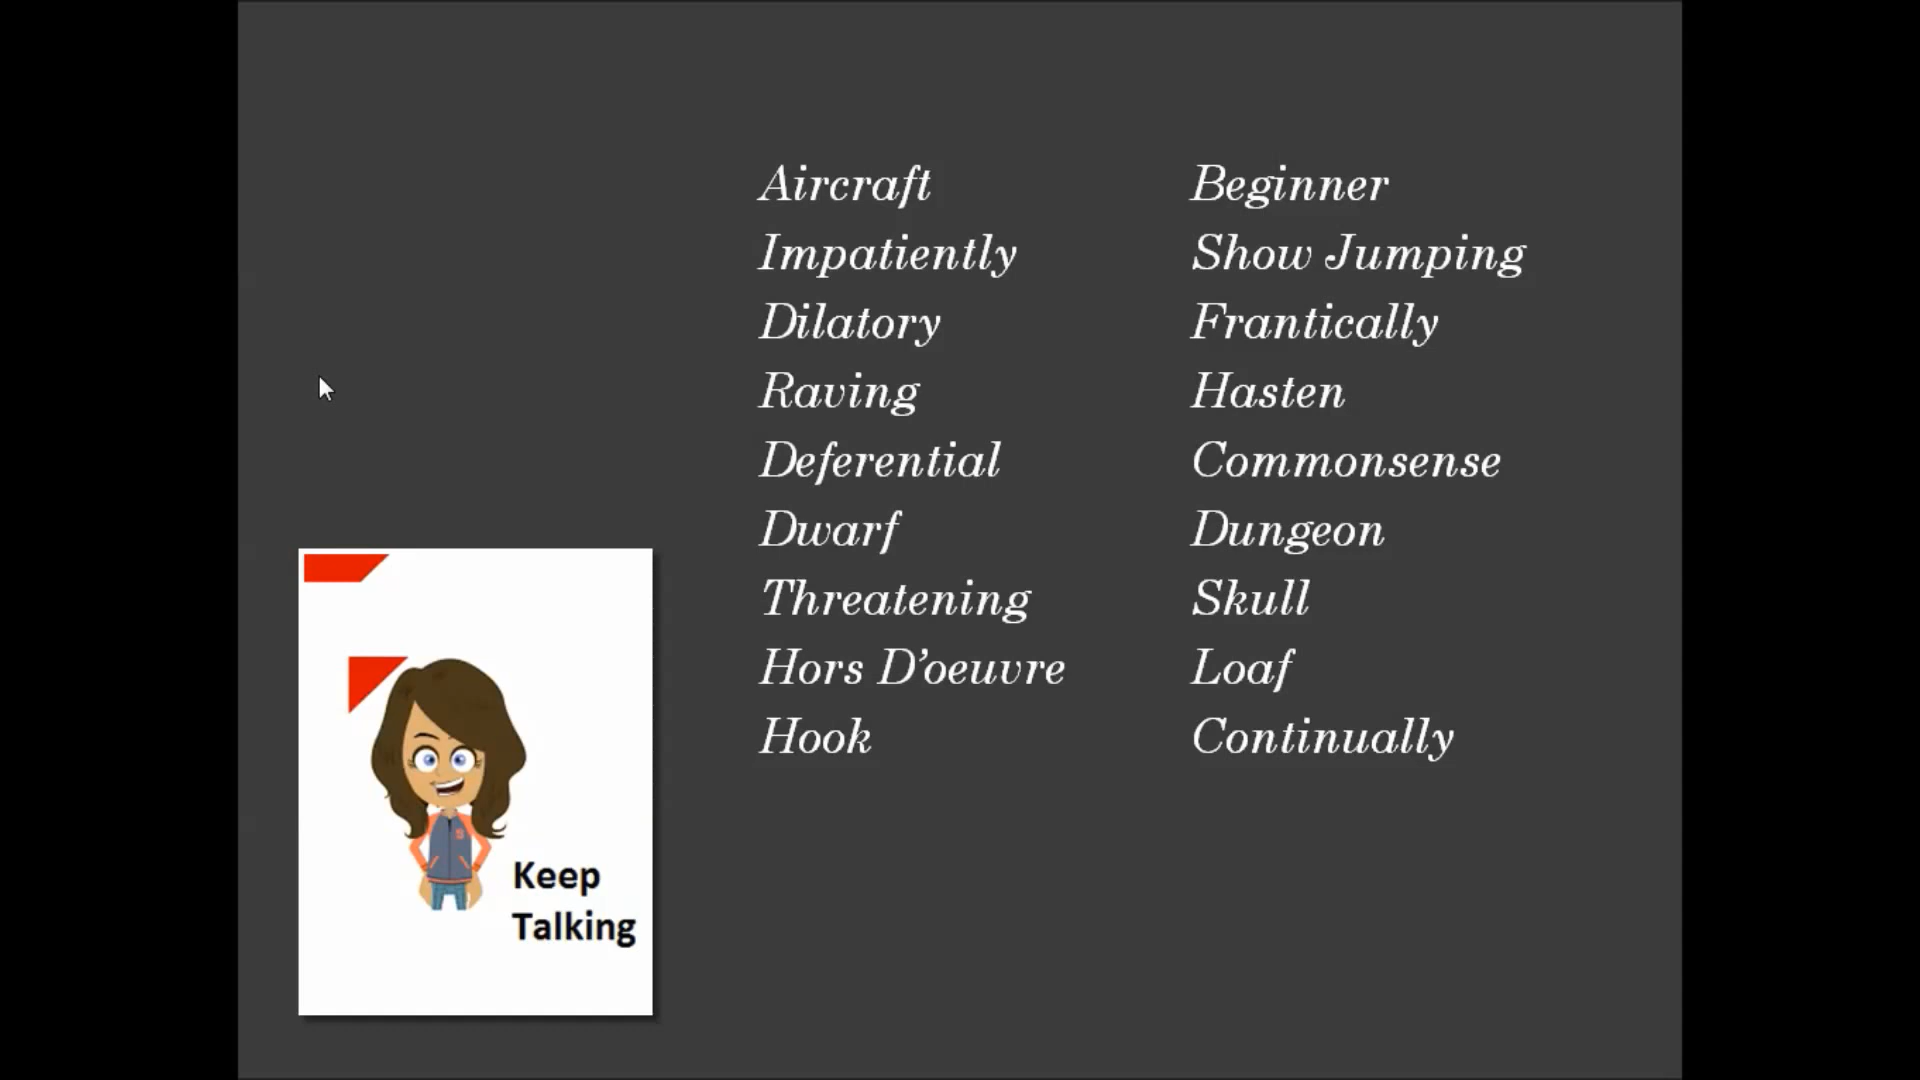 Aircraft
Impatiently
Dilatory
Raving
Deferential
Dwarf
Threatening
Hors D’oeuvre
Hook
Beginner
Show Jumping
Frantically
Hasten
Commonsense
Dungeon
Skull
Loaf
Continually
Keep
Talking